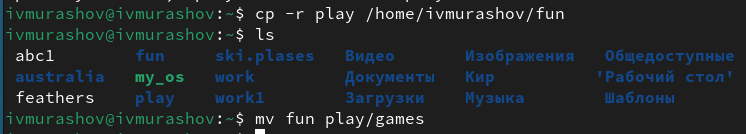 ivmurashov@ivmurashov:~$ cp -r play /home/ivmurashov/fun
ivmurashov@ivmurashov:~$ ls
abc1 fun ski.plases Видео Изображения Общедоступные
australia my_os work Документы Кир 'Рабочий стол'
feathers play work1 Загрузки Музыка Шаблоны
ivmurashov@ivmurashov:~$ mv fun play/games